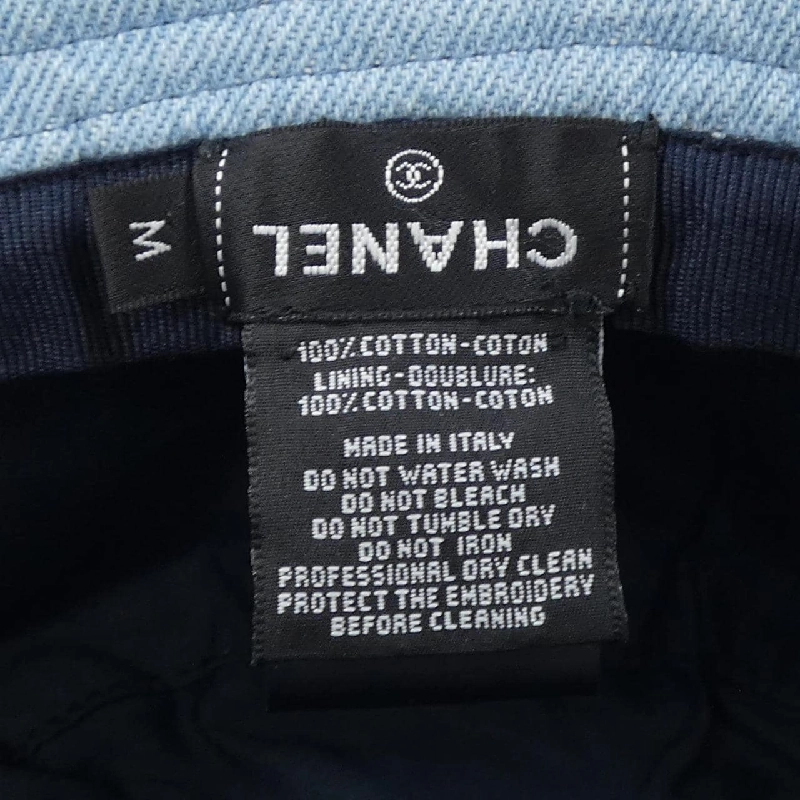 M
CHANEL
100% COTTON-COTON
LINING-DOUBLURE:
100% COTTON-COTON
MADE IN ITALY
DO NOT WATER WASH
DO NOT BLEACH
DO NOT TUMBLE DRY
DO NOT IRON
PROFESSIONAL DRY CLEAN
PROTECT THE EMBROIDERY
BEFORE CLEANING